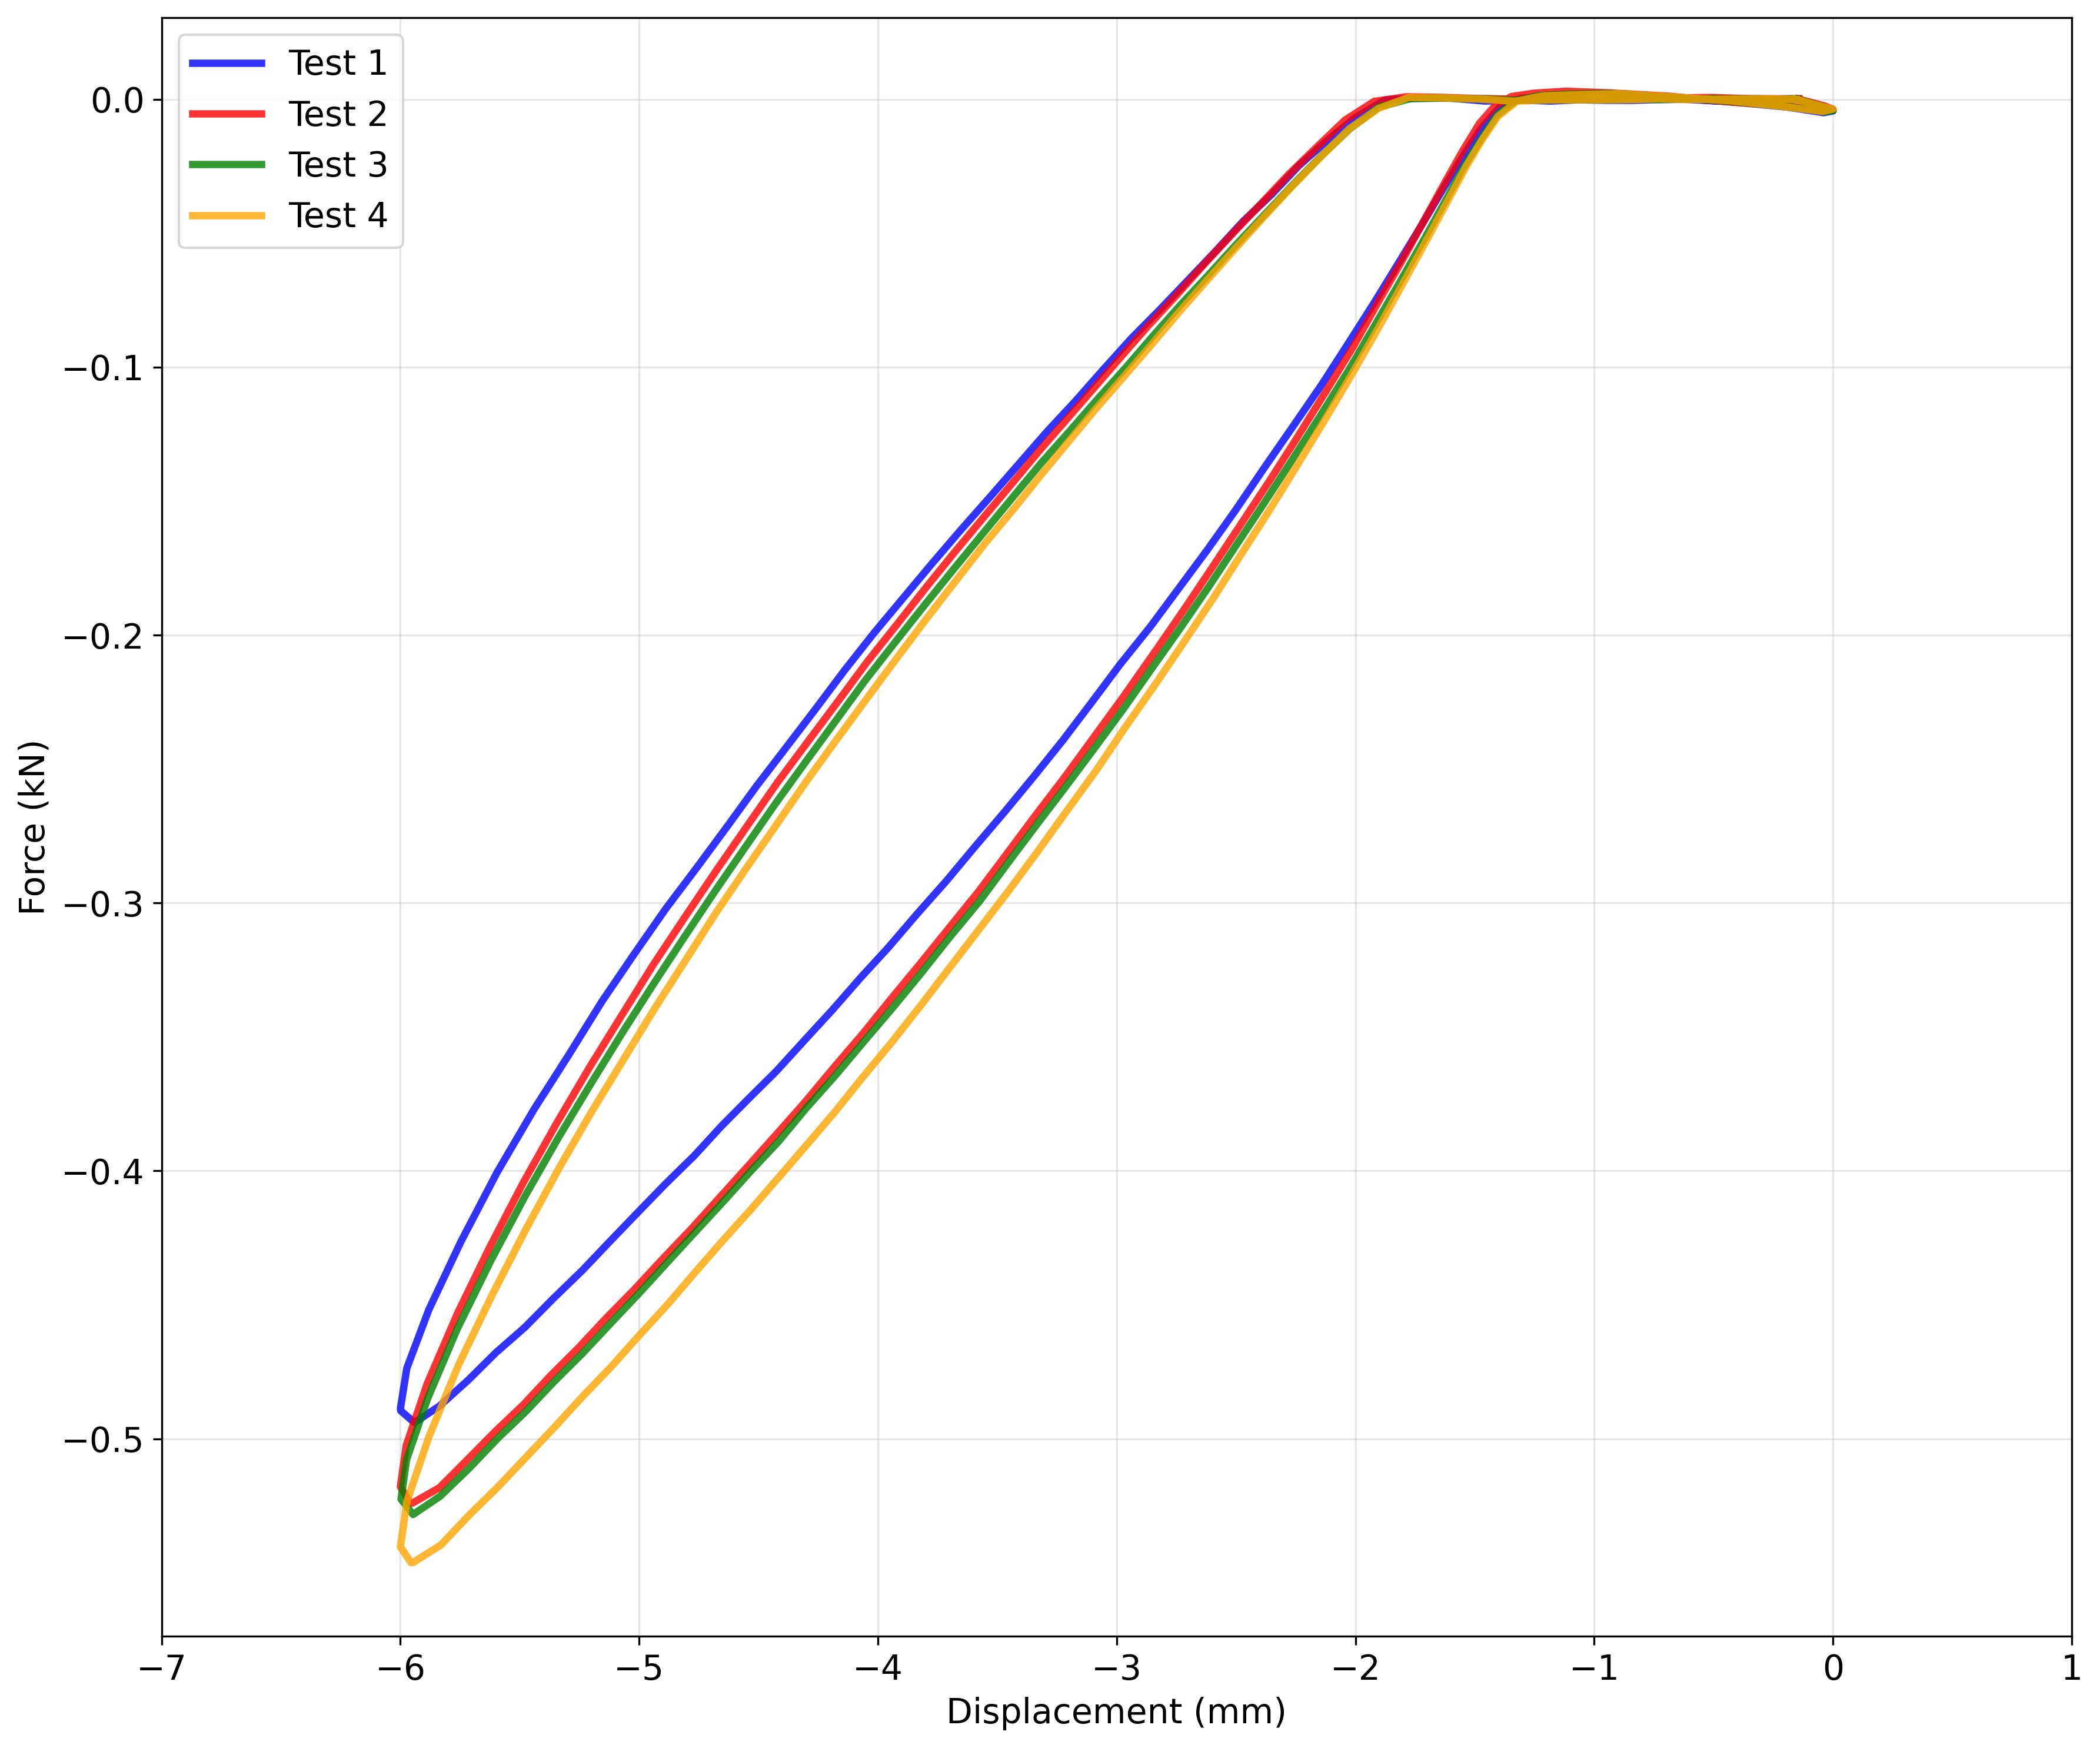 Test 1
Test 2
Test 3
Test 4
0.0
−0.1
−0.2
−0.3
−0.4
−0.5
Force (kN)
−7 −6 −5 −4 −3 −2 −1 0 1
Displacement (mm)